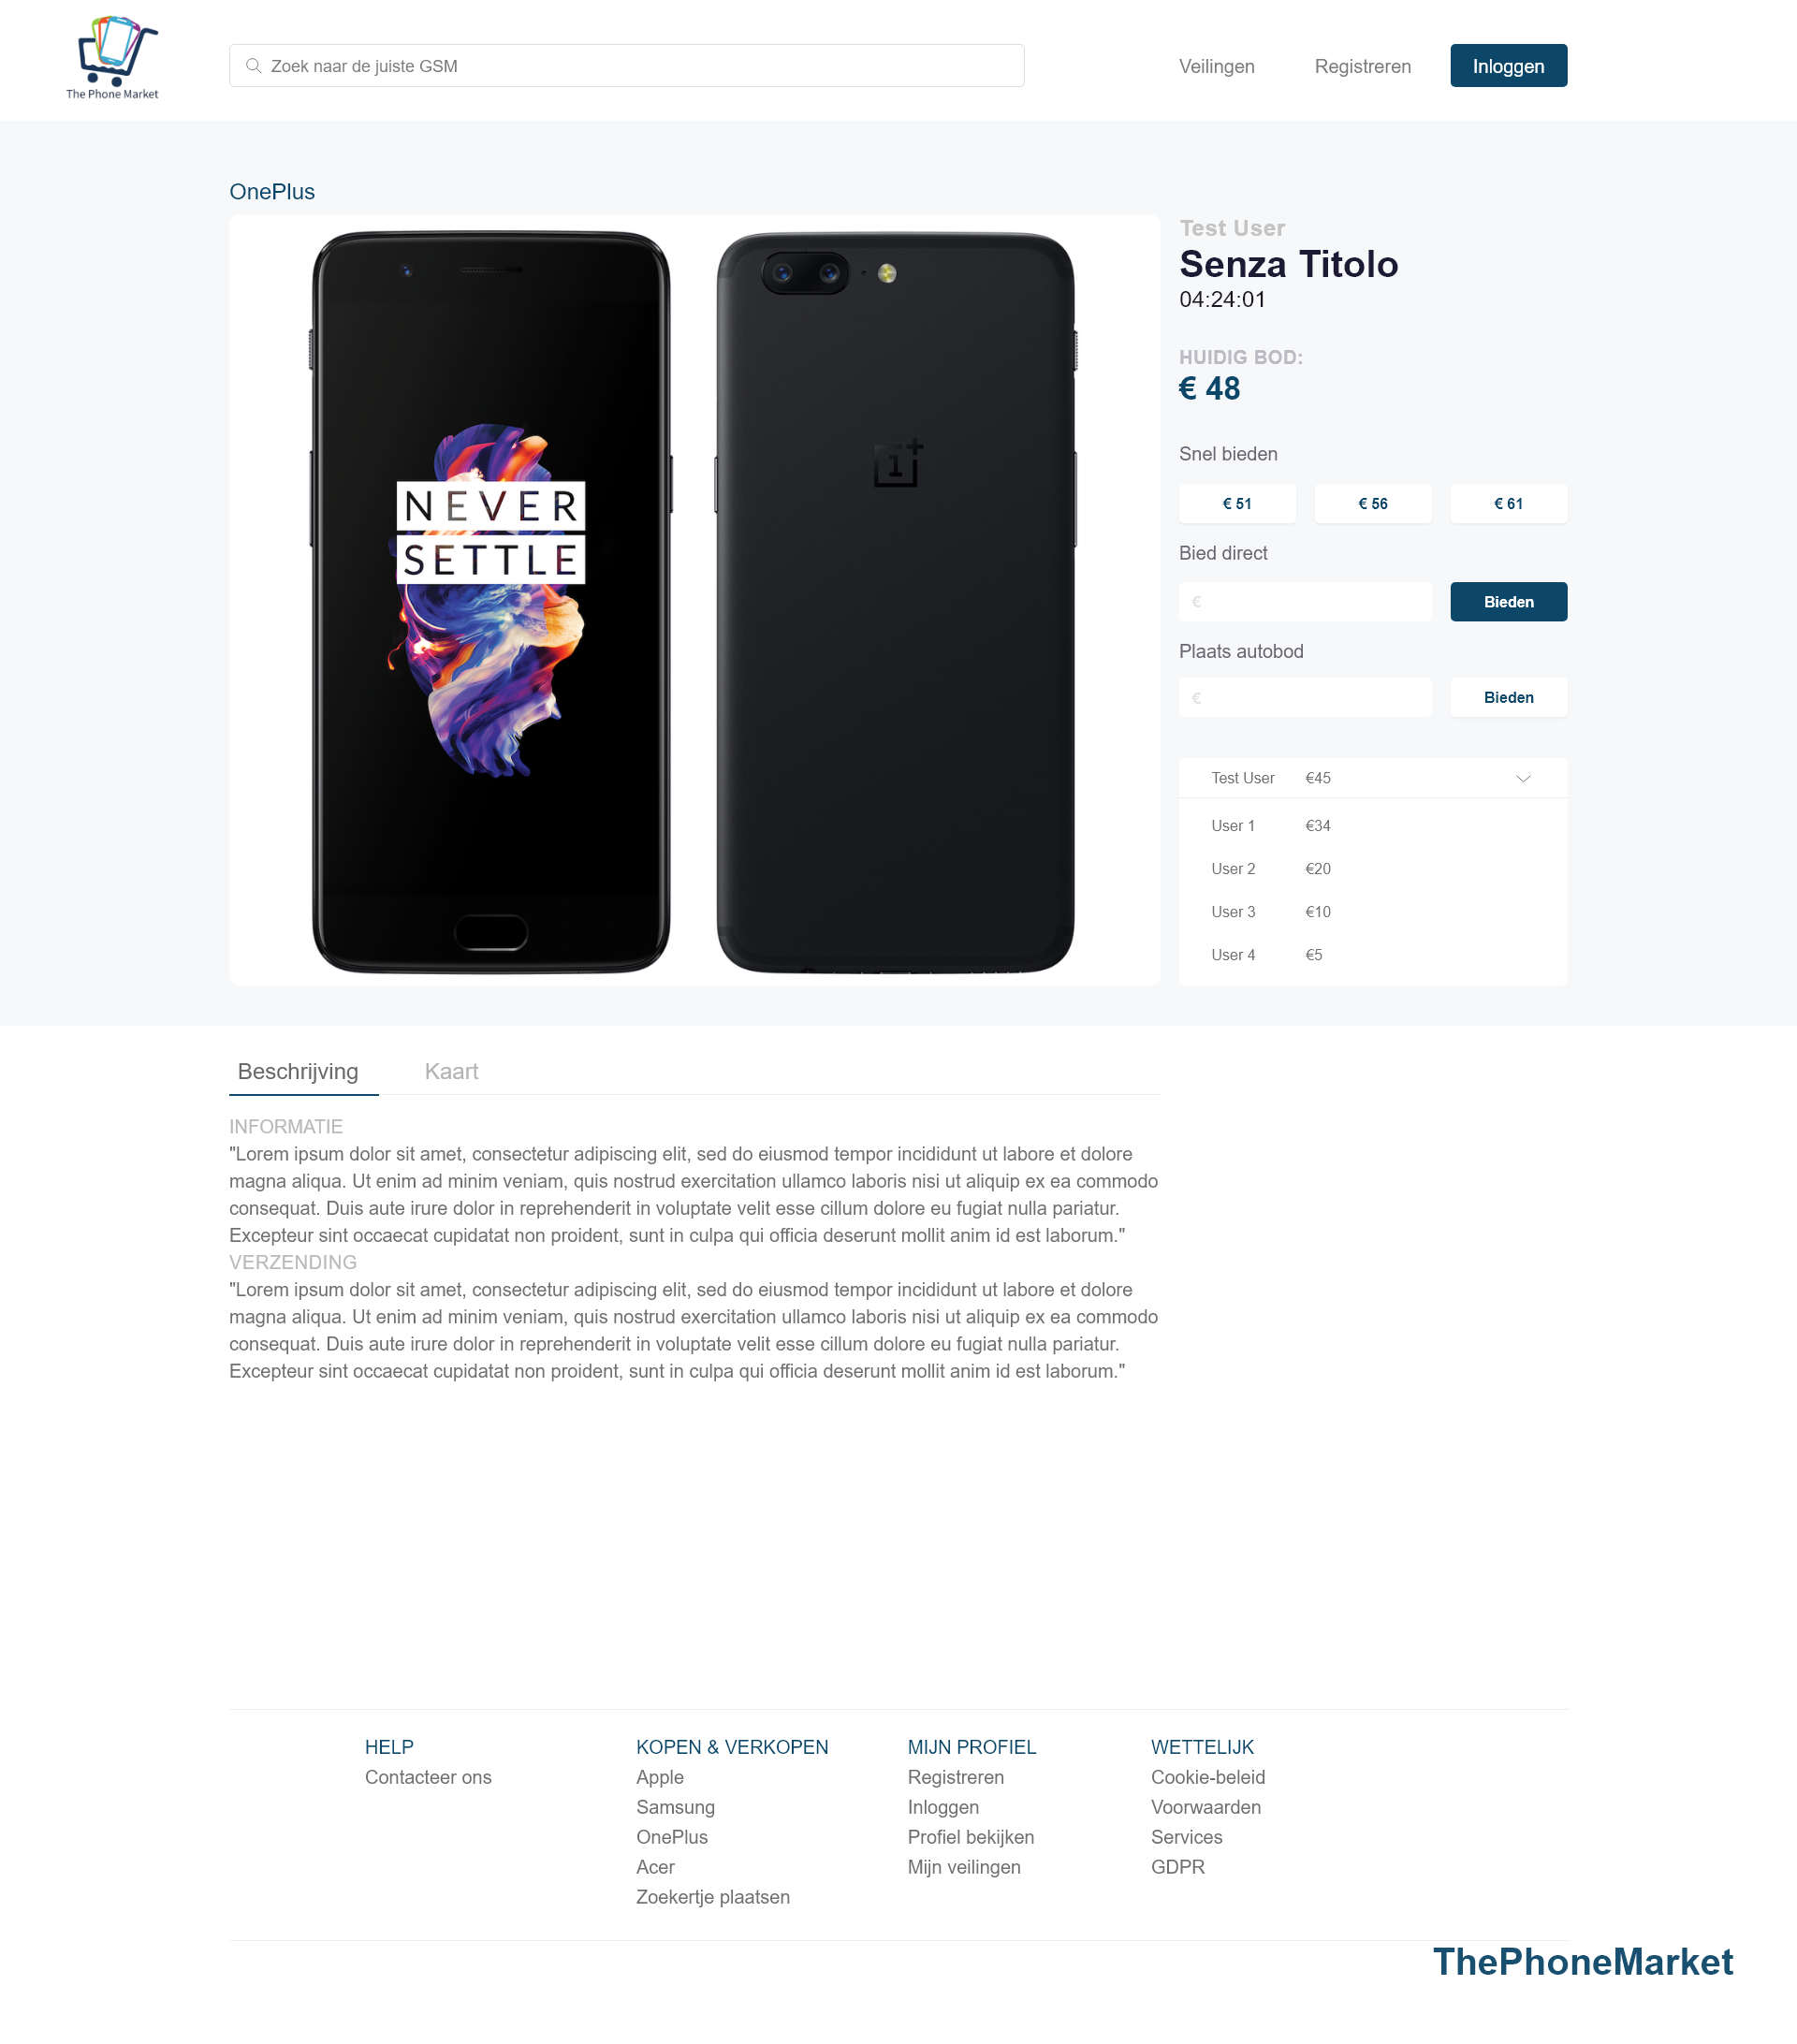 The Phone Market
Zoek naar de juiste GSM
Veilingen
Registreren
Inloggen
OnePlus
NEVER
SETTLE
1+
Test User
Senza Titolo
04:24:01
HUIDIG BOD:
€ 48
Snel bieden
€ 51
€ 56
€ 61
Bied direct
€
Bieden
Plaats autobod
€
Bieden
Test User €45
User 1 €34
User 2 €20
User 3 €10
User 4 €5
Beschrijving
Kaart
INFORMATIE
"Lorem ipsum dolor sit amet, consectetur adipiscing elit, sed do eiusmod tempor incididunt ut labore et dolore
magna aliqua. Ut enim ad minim veniam, quis nostrud exercitation ullamco laboris nisi ut aliquip ex ea commodo
consequat. Duis aute irure dolor in reprehenderit in voluptate velit esse cillum dolore eu fugiat nulla pariatur.
Excepteur sint occaecat cupidatat non proident, sunt in culpa qui officia deserunt mollit anim id est laborum."
VERZENDING
"Lorem ipsum dolor sit amet, consectetur adipiscing elit, sed do eiusmod tempor incididunt ut labore et dolore
magna aliqua. Ut enim ad minim veniam, quis nostrud exercitation ullamco laboris nisi ut aliquip ex ea commodo
consequat. Duis aute irure dolor in reprehenderit in voluptate velit esse cillum dolore eu fugiat nulla pariatur.
Excepteur sint occaecat cupidatat non proident, sunt in culpa qui officia deserunt mollit anim id est laborum."
HELP
Contacteer ons
KOPEN & VERKOPEN
Apple
Samsung
OnePlus
Acer
Zoekertje plaatsen
MIJN PROFIEL
Registreren
Inloggen
Profiel bekijken
Mijn veilingen
WETTELIJK
Cookie-beleid
Voorwaarden
Services
GDPR
ThePhoneMarket